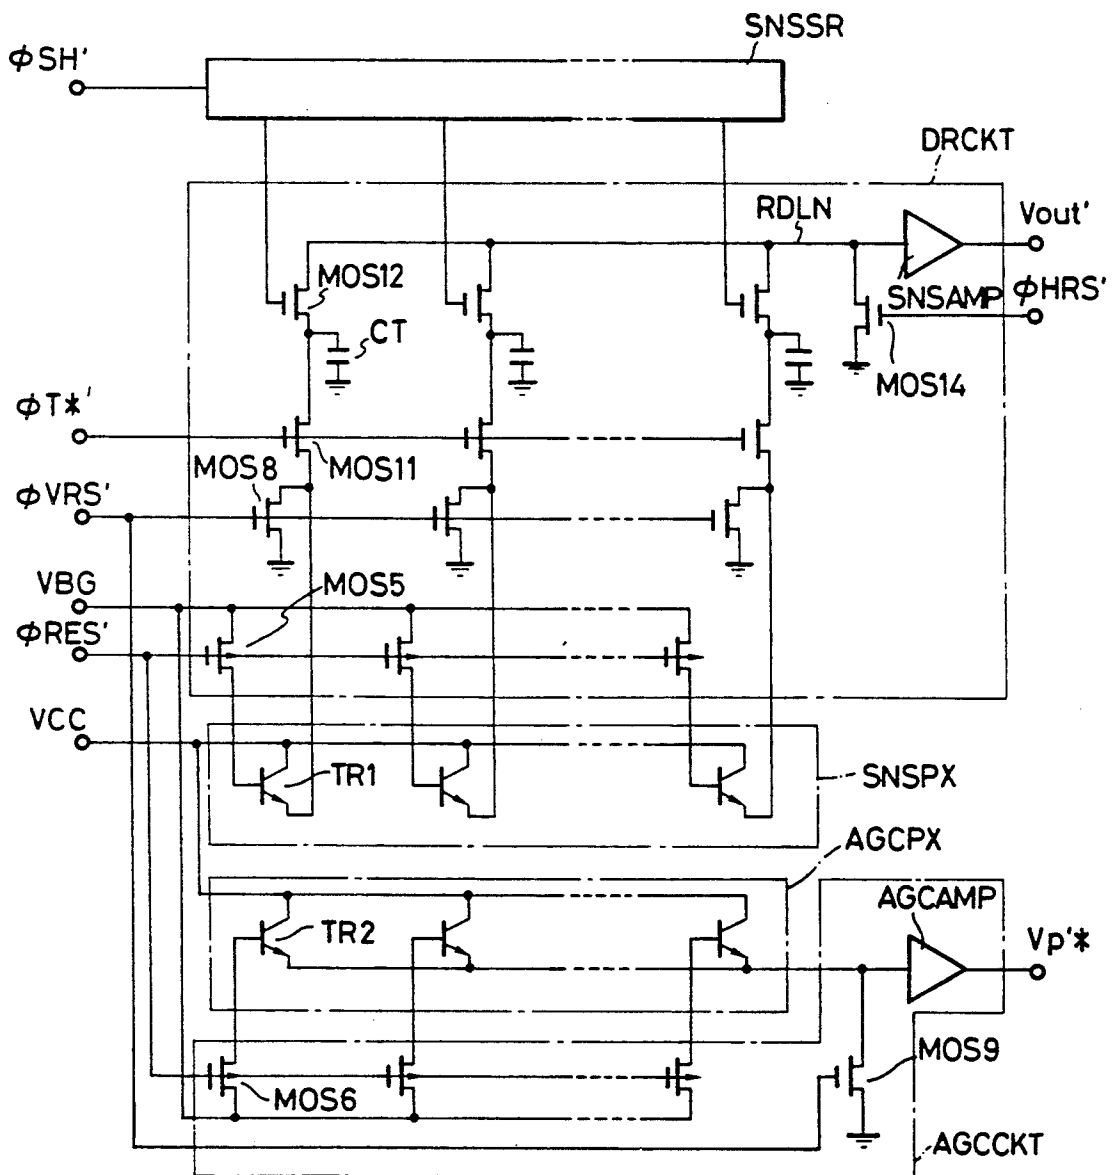 SNSSR
φSH'
DRCKT
RDLN
Vout'
MOS12
SNSAMP
φHRS'
CT
MOS14
φT*'
MOS8
MOS11
φVRS'
VBG
MOS5
φRES'
VCC
TR1
SNSPX
AGCPX
AGCAMP
TR2
Vp'*
MOS9
MOS6
AGCCKT